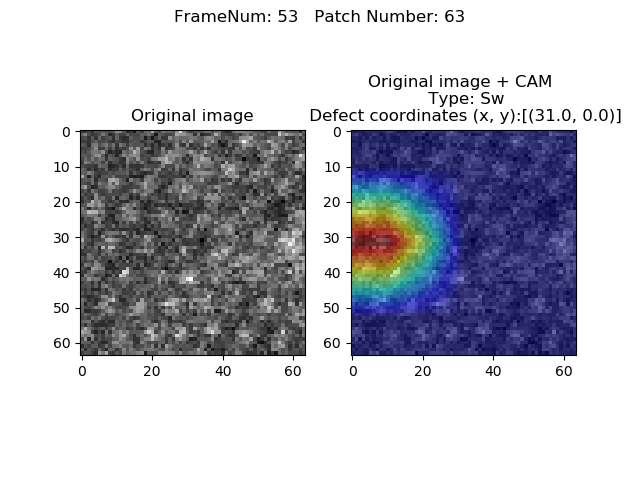 FrameNum: 53   Patch Number: 63
Original image
Original image + CAM
Type: Sw
Defect coordinates (x, y):[(31.0, 0.0)]
0
10
20
30
40
50
60
0 20 40 60
0
10
20
30
40
50
60
0 20 40 60